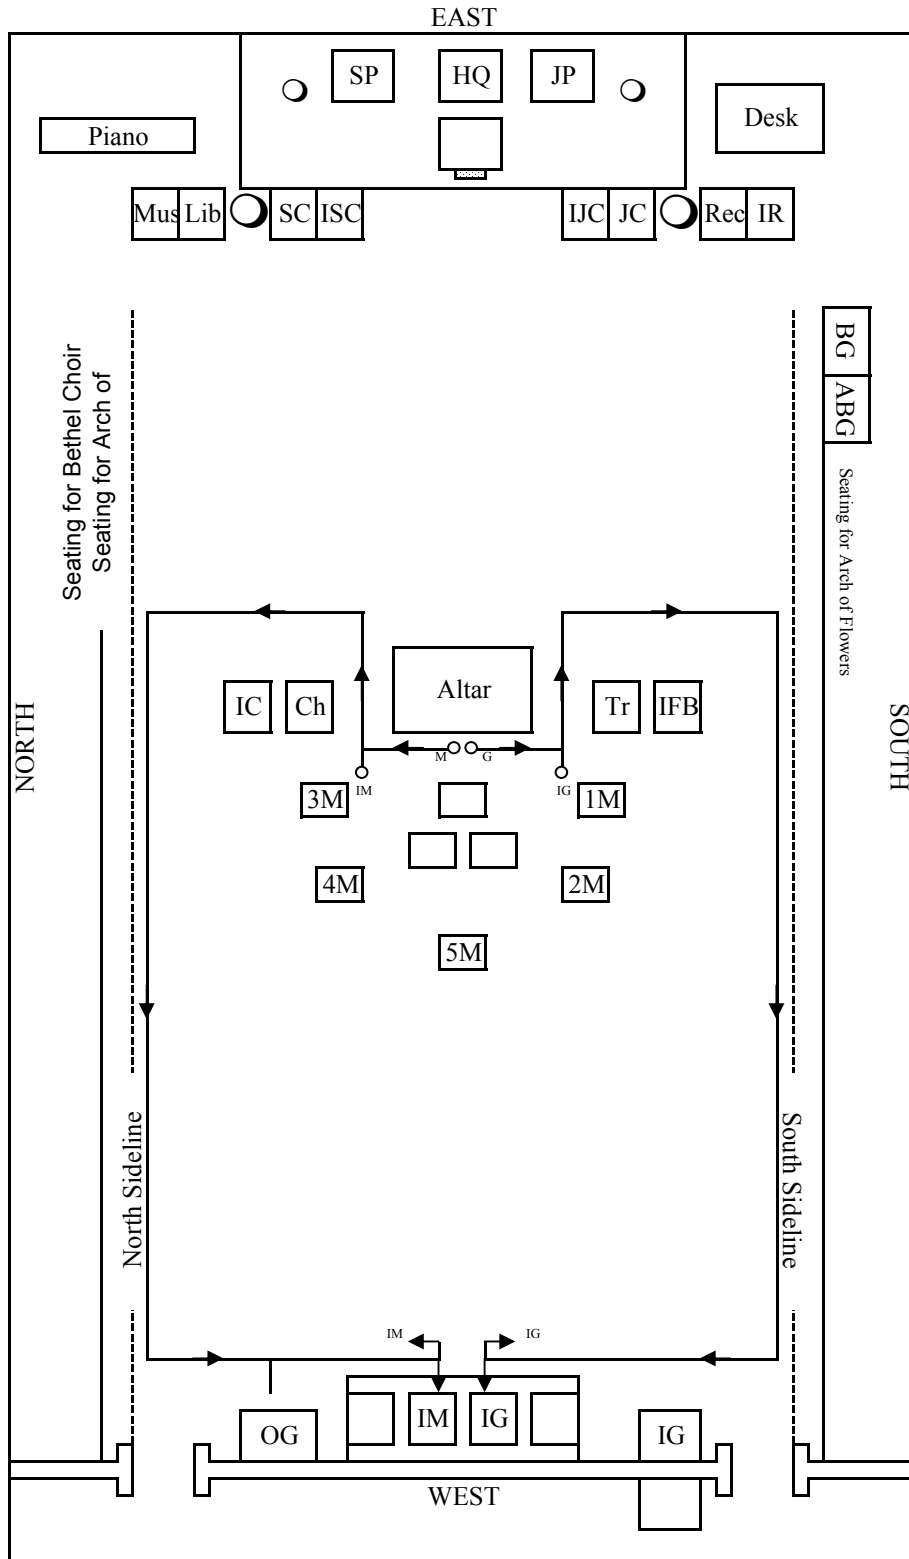 EAST
SP HQ JP
Piano
Desk
Mus Lib SC ISC IJC JC Rec IR
BG
ABG
Seating for Bethel Choir
Seating for Arch of
Seating for Arch of Flowers
NORTH
SOUTH
IC Ch Altar Tr IFB
M G
IM IG
3M 1M
4M 2M
5M
North Sideline
South Sideline
IM IG
OG IM IG IG
WEST